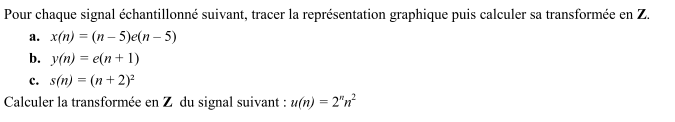 Pour chaque signal échantillonné suivant, tracer la représentation graphique puis calculer sa transformée en Z.
a. x(n) = (n – 5)e(n – 5)
b. y(n) = e(n + 1)
c. s(n) = (n + 2)²
Calculer la transformée en Z du signal suivant : u(n) = 2ⁿn²